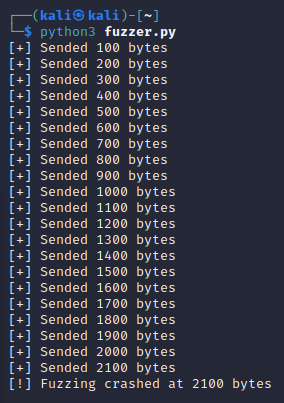 ┌──(kali㉿kali)-[~]
└─$ python3 fuzzer.py
[+] Sended 100 bytes
[+] Sended 200 bytes
[+] Sended 300 bytes
[+] Sended 400 bytes
[+] Sended 500 bytes
[+] Sended 600 bytes
[+] Sended 700 bytes
[+] Sended 800 bytes
[+] Sended 900 bytes
[+] Sended 1000 bytes
[+] Sended 1100 bytes
[+] Sended 1200 bytes
[+] Sended 1300 bytes
[+] Sended 1400 bytes
[+] Sended 1500 bytes
[+] Sended 1600 bytes
[+] Sended 1700 bytes
[+] Sended 1800 bytes
[+] Sended 1900 bytes
[+] Sended 2000 bytes
[+] Sended 2100 bytes
[!] Fuzzing crashed at 2100 bytes